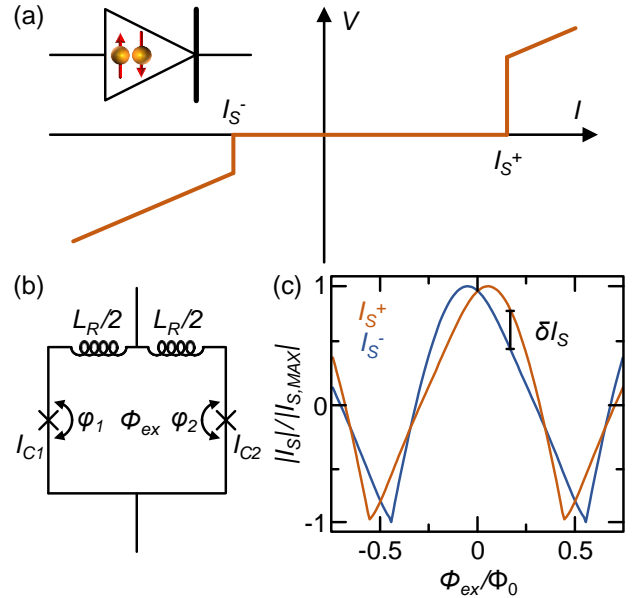 (a)
V
I_S^-
I
I_S^+
(b)
L_R/2 L_R/2
φ_1 Φ_ex φ_2
I_C1 I_C2
(c)
1
I_S^+
I_S^-
δI_S
0
-1
|I_S|/|I_S,MAX|
-0.5 0 0.5
Φ_ex/Φ_0